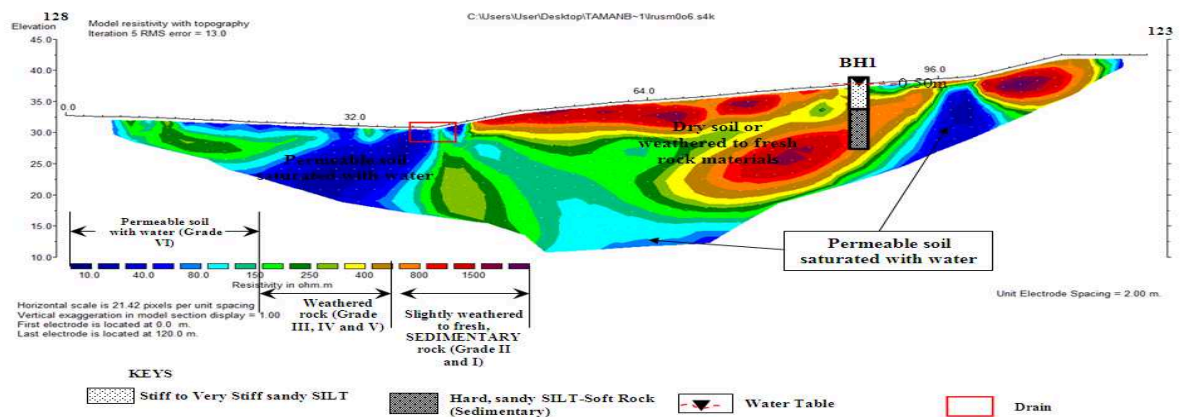 128
Elevation
Model resistivity with topography
Iteration 5 RMS error = 13.0
C:\Users\User\Desktop\TAMANB~1\Irusm0o6.s4k
123
45.0
40.0
35.0
30.0
25.0
20.0
15.0
10.0
0.0
32.0
64.0
96.0
BH1
0.50m
Permeable soil
saturated with water
Dry soil or
weathered to fresh
rock materials
Permeable soil
with water (Grade
VI)
Permeable soil
saturated with water
10.0 40.0 80.0 150 250 400 800 1500
Resistivity in ohm.m
Horizontal scale is 21.42 pixels per unit spacing
Vertical exaggeration in model section display = 1.00
First electrode is located at 0.0 m.
Last electrode is located at 120.0 m.
Weathered
rock (Grade
III, IV and V)
Slightly weathered
to fresh,
SEDIMENTARY
rock (Grade II
and I)
Unit Electrode Spacing = 2.00 m.
KEYS
Stiff to Very Stiff sandy SILT
Hard, sandy SILT-Soft Rock
(Sedimentary)
Water Table
Drain